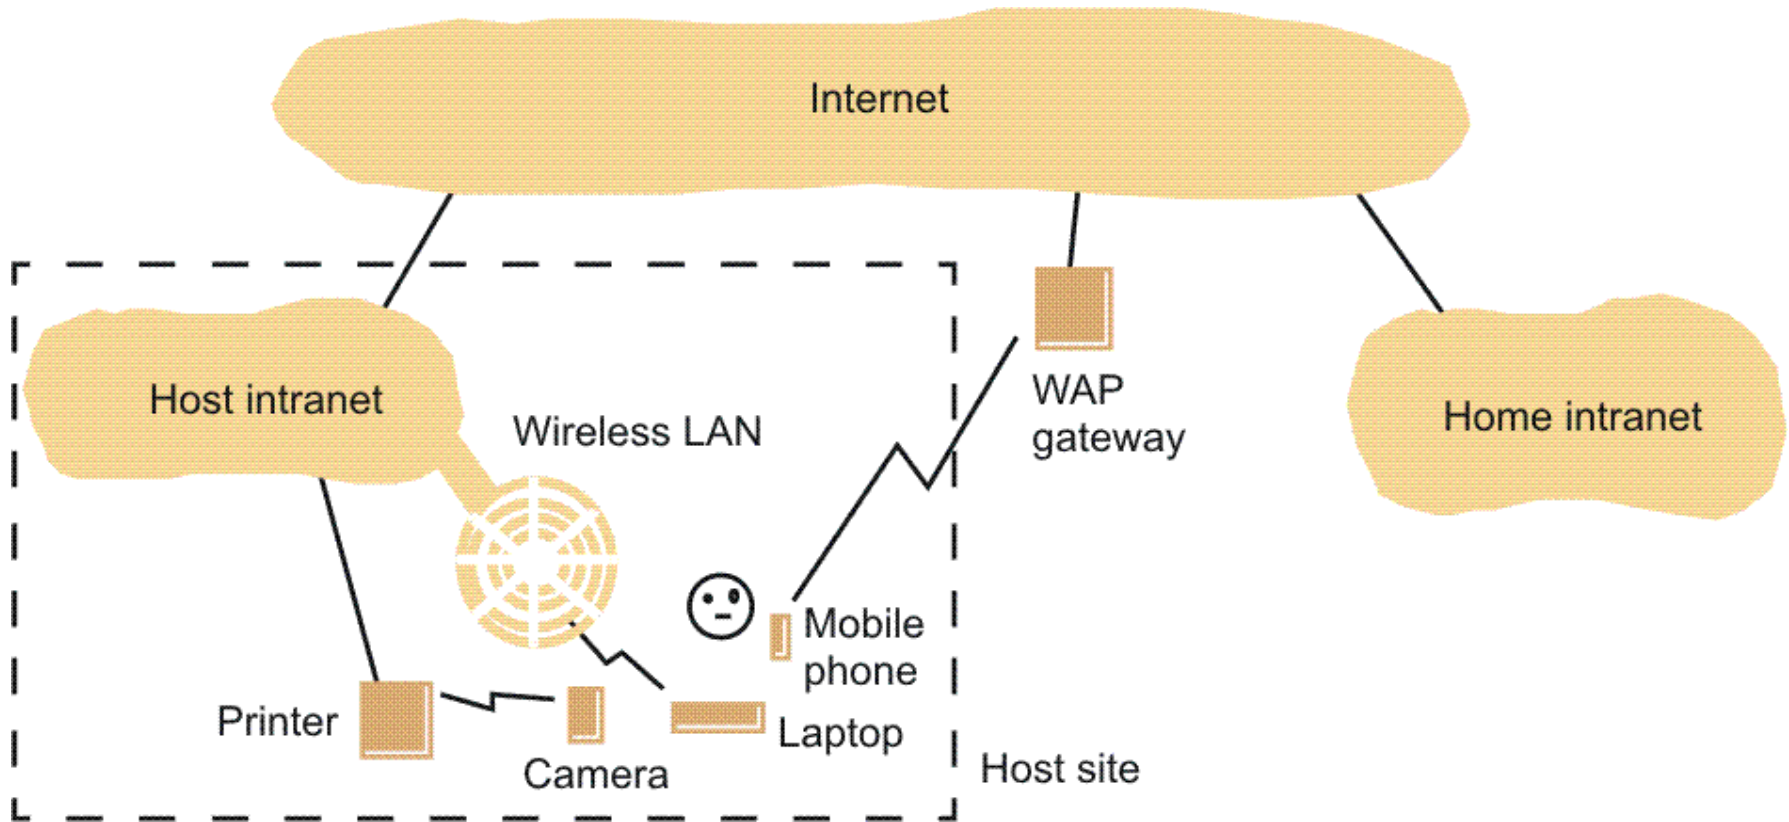 Internet
Host intranet
Wireless LAN
WAP
gateway
Home intranet
Mobile
phone
Printer
Camera
Laptop
Host site